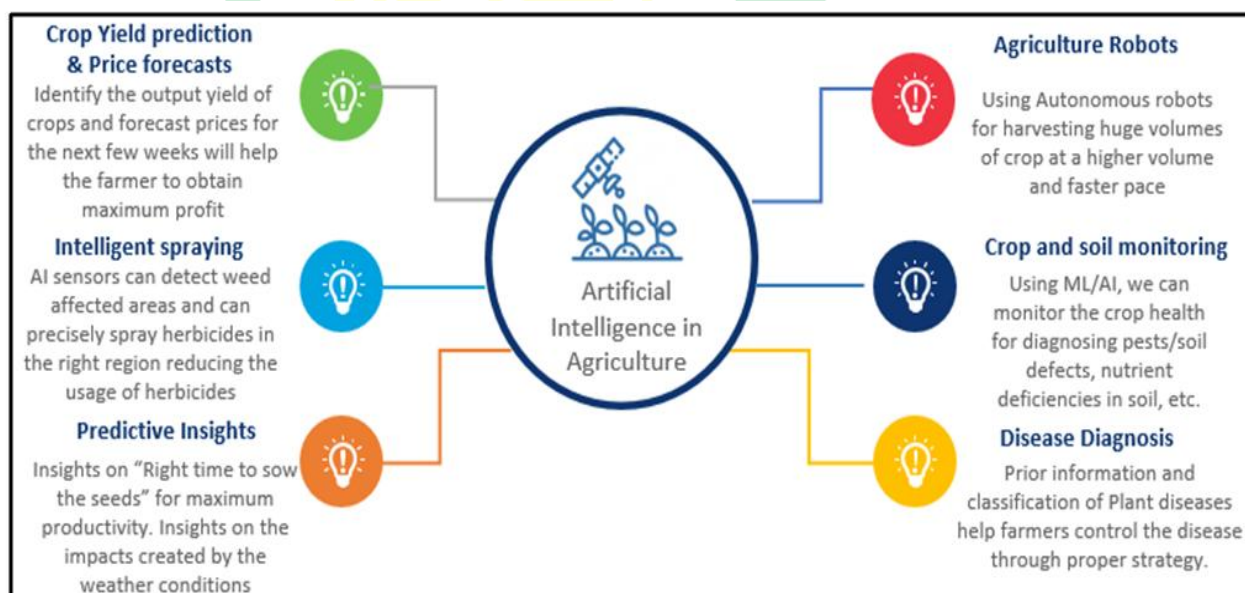 Crop Yield prediction
& Price forecasts
Identify the output yield of
crops and forecast prices for
the next few weeks will help
the farmer to obtain
maximum profit
Intelligent spraying
AI sensors can detect weed
affected areas and can
precisely spray herbicides in
the right region reducing the
usage of herbicides
Predictive Insights
Insights on “Right time to sow
the seeds” for maximum
productivity. Insights on the
impacts created by the
weather conditions
Artificial
Intelligence in
Agriculture
Agriculture Robots
Using Autonomous robots
for harvesting huge volumes
of crop at a higher volume
and faster pace
Crop and soil monitoring
Using ML/AI, we can
monitor the crop health
for diagnosing pests/soil
defects, nutrient
deficiencies in soil, etc.
Disease Diagnosis
Prior information and
classification of Plant diseases
help farmers control the disease
through proper strategy.